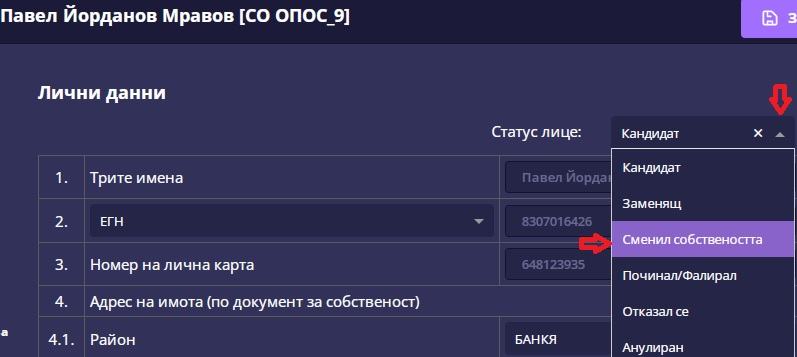 Павел Йорданов Мравов [СО ОПОС_9]
З
Лични данни
Статус лице:
Кандидат
1.
Трите имена
Павел Йордан
2.
ЕГН
8307016426
3.
Номер на лична карта
648123935
4.
Адрес на имота (по документ за собственост)
а
4.1.
Район
БАНКЯ
Кандидат
Заменящ
Сменил собствеността
Починал/Фалирал
Отказал се
Анулиран